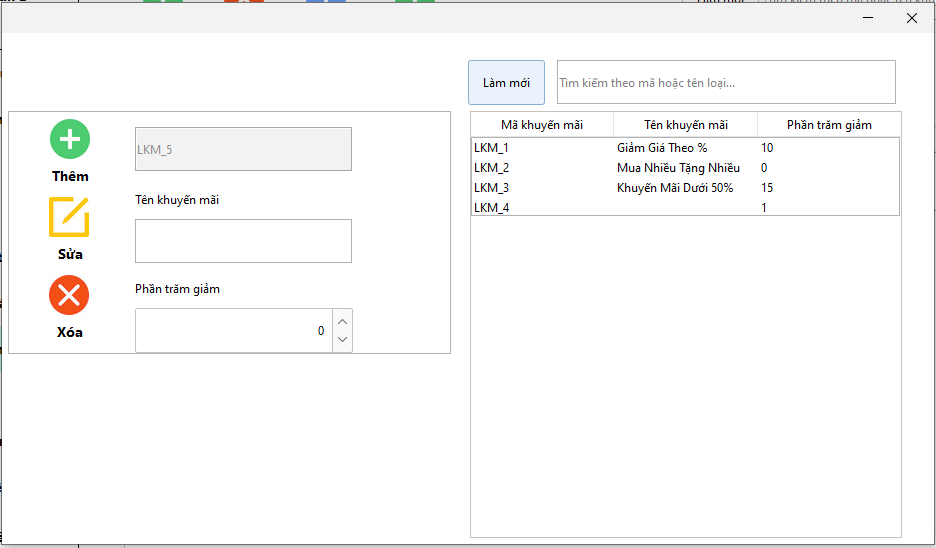 Làm mới
Tìm kiếm theo mã hoặc tên loại...
Thêm
LKM_5
Sửa
Tên khuyến mãi
Xóa
Phần trăm giảm
0
Mã khuyến mãi Tên khuyến mãi Phần trăm giảm
LKM_1 Giảm Giá Theo % 10
LKM_2 Mua Nhiều Tặng Nhiều 0
LKM_3 Khuyến Mãi Dưới 50% 15
LKM_4 1